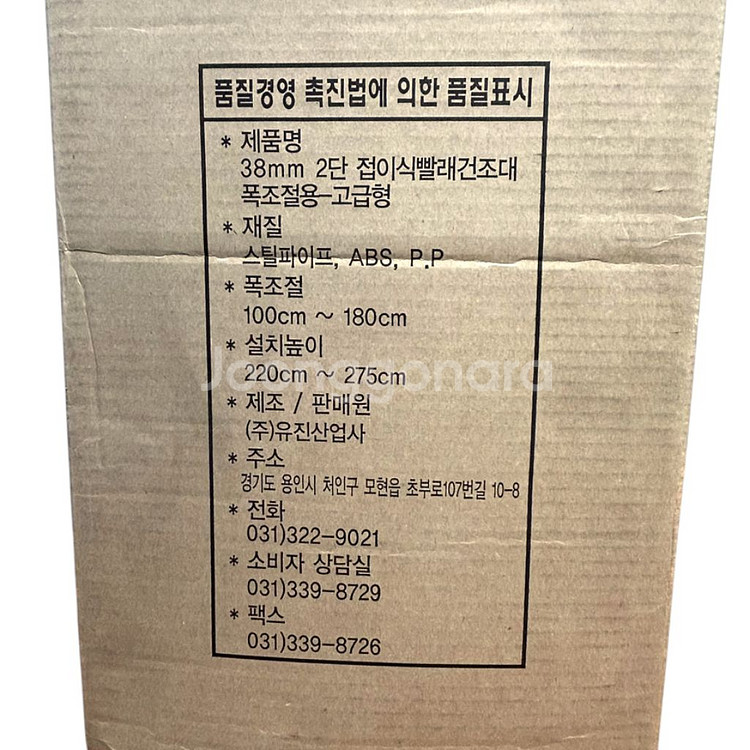 품질경영 촉진법에 의한 품질표시
* 제품명
38mm 2단 접이식빨래건조대
폭조절용-고급형
* 재질
스틸파이프, ABS, P.P
* 폭조절
100cm ~ 180cm
* 설치높이
220cm ~ 275cm
Joonggonara
* 제조 / 판매원
(주)유진산업사
* 주소
경기도 용인시 처인구 모현읍 초부로107번길 10-8
* 전화
031)322-9021
* 소비자 상담실
031)339-8729
* 팩스
031)339-8726